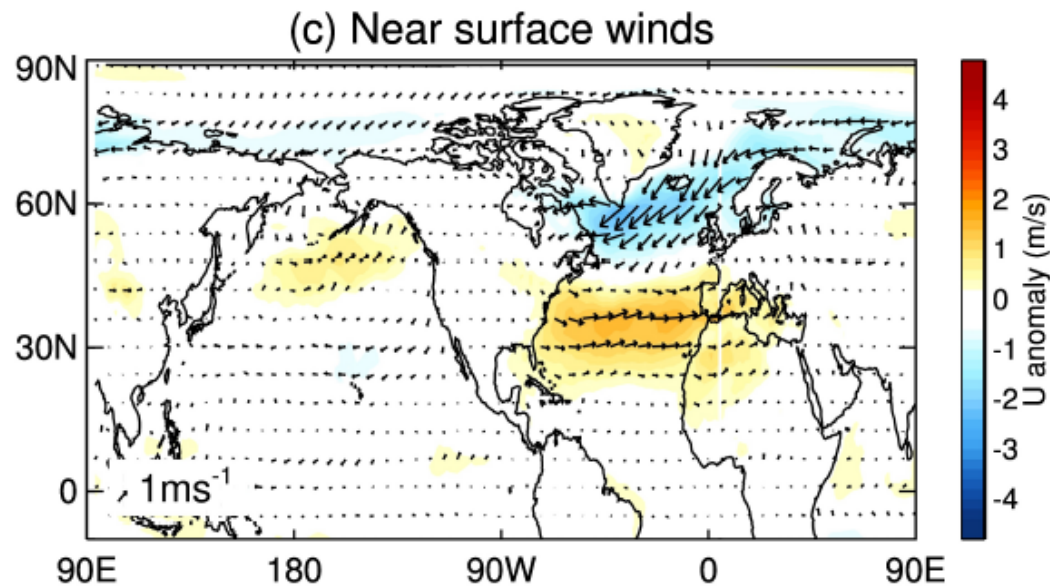 (c) Near surface winds
90N
60N
30N
0
1ms⁻¹
90E 180 90W 0 90E
4
3
2
1
0
-1
-2
-3
-4
U anomaly (m/s)